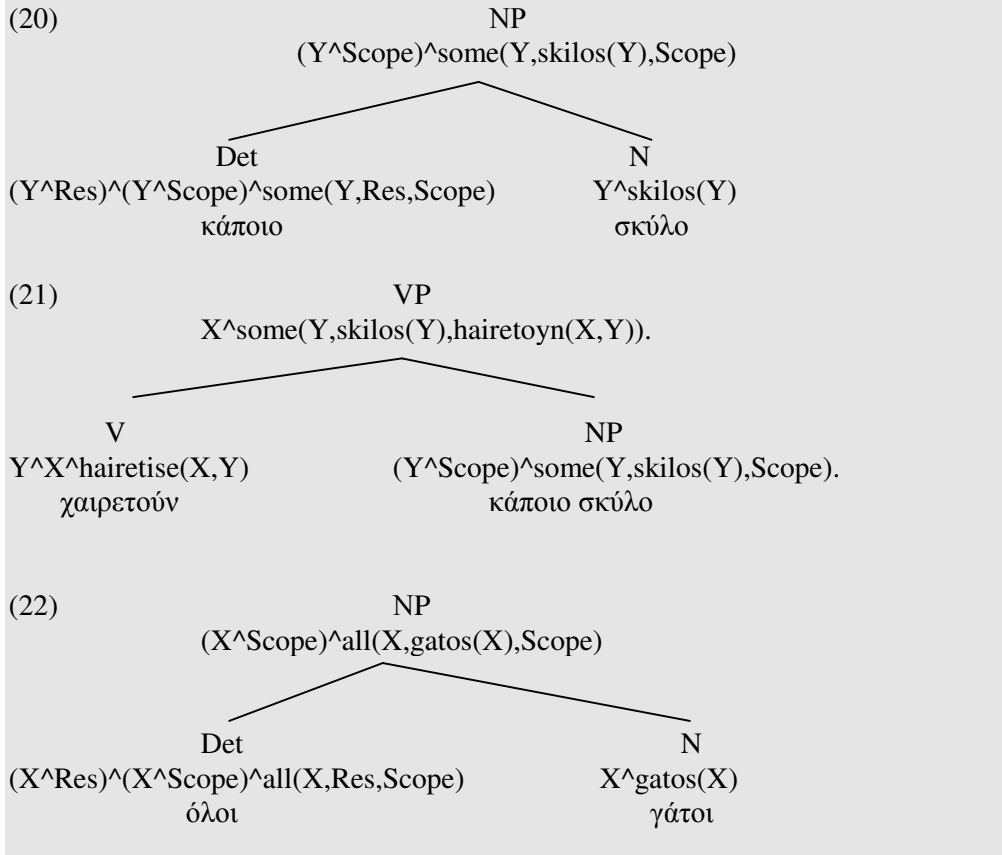 (20) NP
(Y^Scope)^some(Y,skilos(Y),Scope)
Det N
(Y^Res)^(Y^Scope)^some(Y,Res,Scope) Y^skilos(Y)
κάποιο σκύλο
(21) VP
X^some(Y,skilos(Y),hairetoyn(X,Y)).
V NP
Y^X^hairetise(X,Y) (Y^Scope)^some(Y,skilos(Y),Scope).
χαιρετούν κάποιο σκύλο
(22) NP
(X^Scope)^all(X,gatos(X),Scope)
Det N
(X^Res)^(X^Scope)^all(X,Res,Scope) X^gatos(X)
όλοι γάτοι